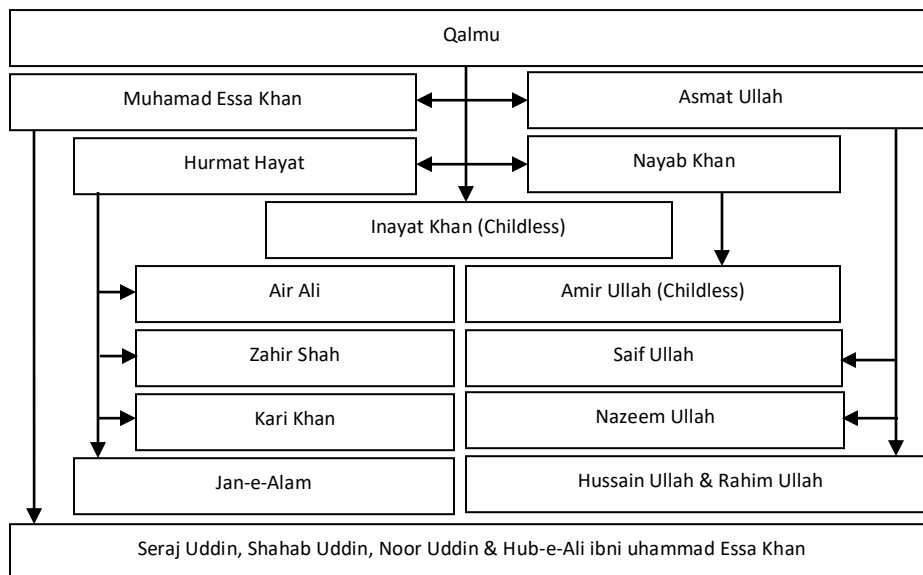 Qalmu
Muhamad Essa Khan
Asmat Ullah
Hurmat Hayat
Nayab Khan
Inayat Khan (Childless)
Air Ali
Amir Ullah (Childless)
Zahir Shah
Saif Ullah
Kari Khan
Nazeem Ullah
Jan-e-Alam
Hussain Ullah & Rahim Ullah
Seraj Uddin, Shahab Uddin, Noor Uddin & Hub-e-Ali ibni uhammad Essa Khan